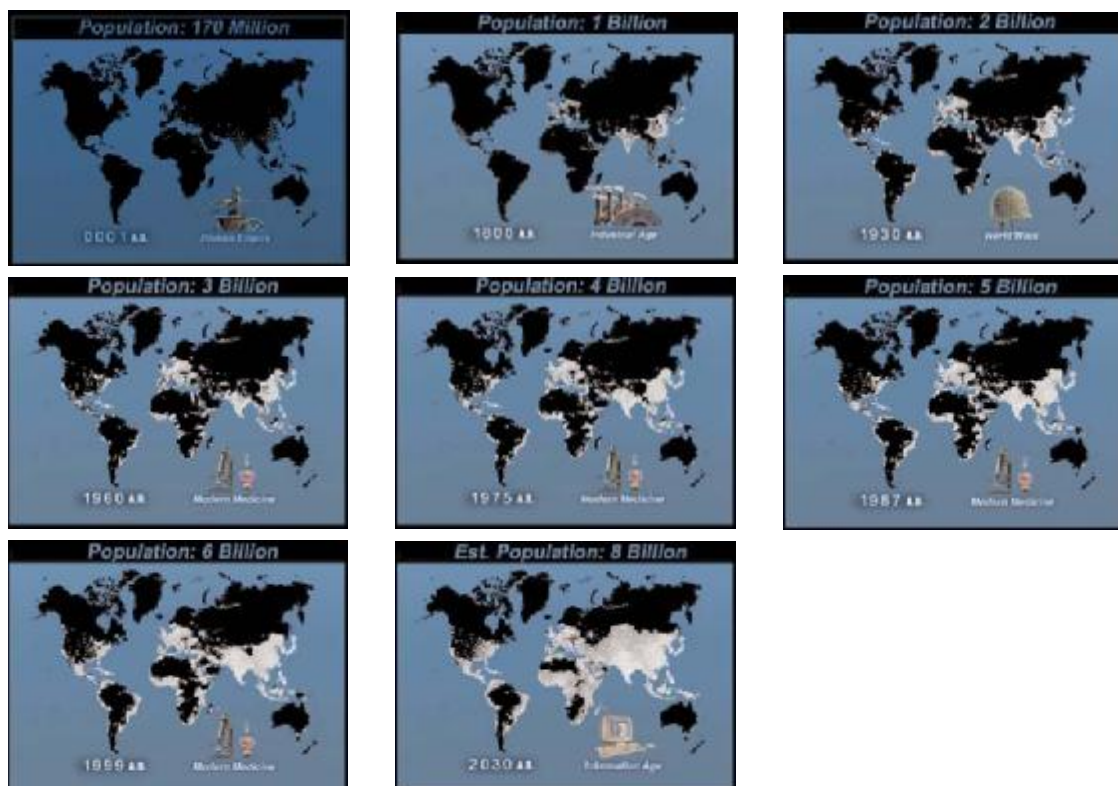 Population: 170 Million
0001 A.D.
Roman Empire
Population: 1 Billion
1800 A.D.
Industrial Age
Population: 2 Billion
1930 A.D.
World Wars
Population: 3 Billion
1960 A.D.
Modern Medicine
Population: 4 Billion
1975 A.D.
Modern Medicine
Population: 5 Billion
1987 A.D.
Modern Medicine
Population: 6 Billion
1999 A.D.
Modern Medicine
Est. Population: 8 Billion
2030 A.D.
Information Age